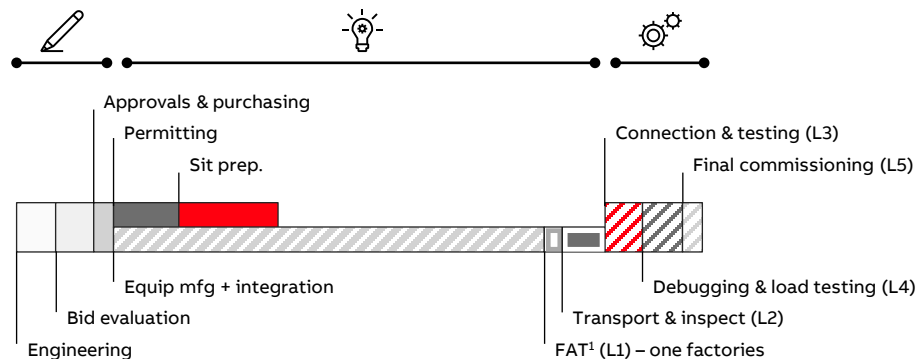 Approvals & purchasing
Permitting
Connection & testing (L3)
Sit prep.
Final commissioning (L5)
Equip mfg + integration
Debugging & load testing (L4)
Bid evaluation
Transport & inspect (L2)
Engineering
FAT¹ (L1) – one factories